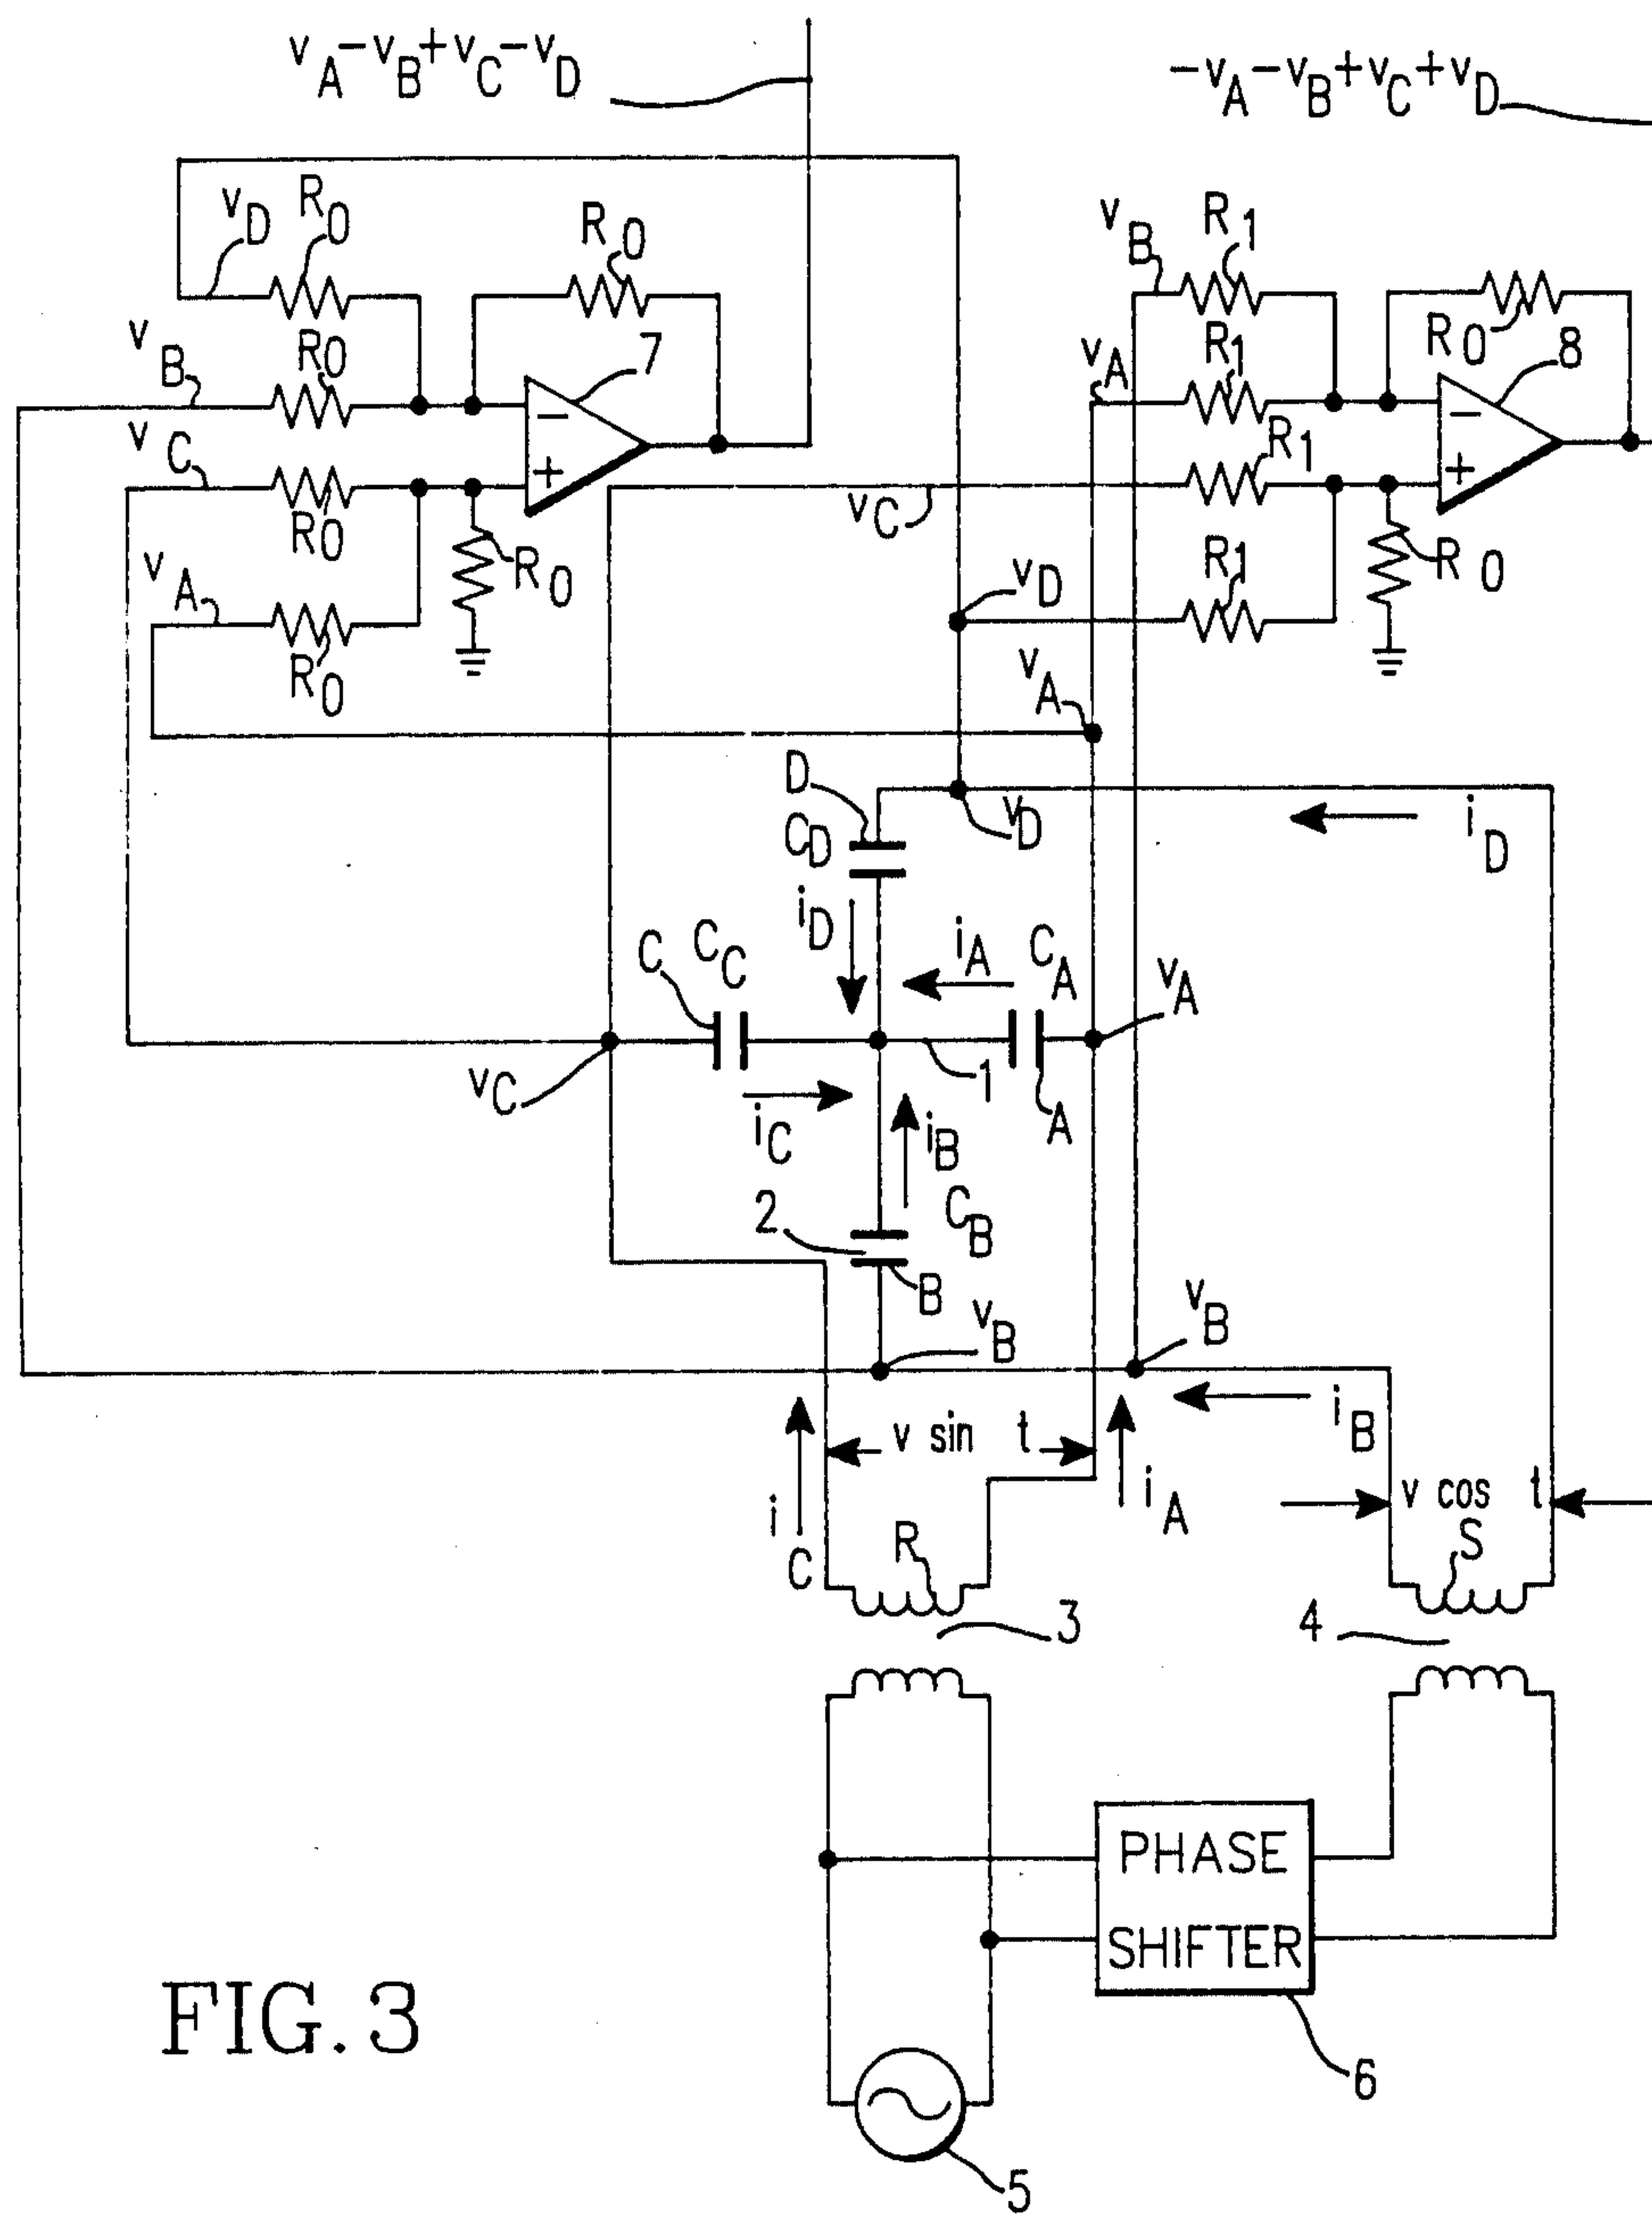 vA-vB+vC-vD
-vA-vB+vC+vD
vD
R0
R0
vB
R0
7
vC
R0
vA
R0
R0
vB
R1
vA
R1
R0
8
R1
vC
R0
R1
vD
vA
D
CD
vD
iD
iD
C
CC
iA
CA
vA
vC
1
A
iC
iB
2
CB
B
vB
vB
iB
v sin t
iC
iA
v cos t
R
S
3
4
PHASE
SHIFTER
6
5
FIG. 3